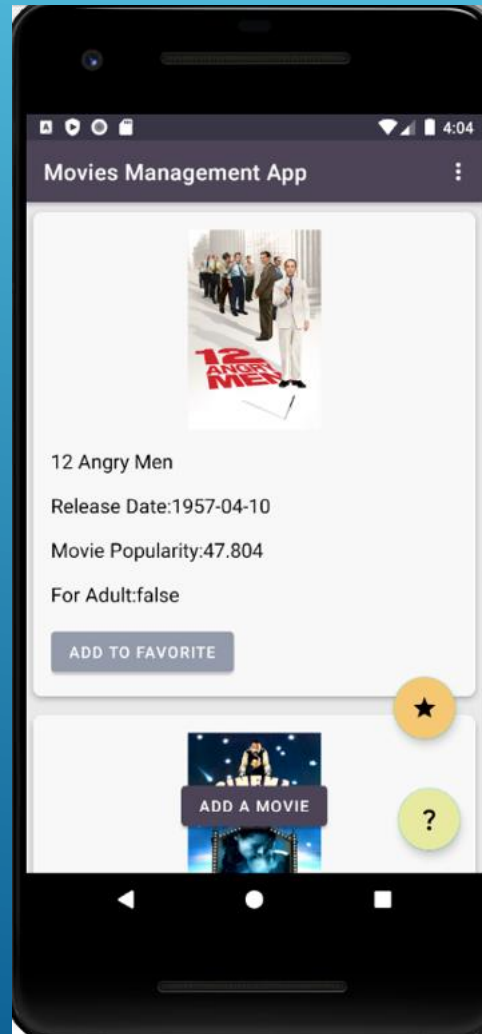 4:04
Movies Management App
12
ANGRY
MEN
12 Angry Men
Release Date:1957-04-10
Movie Popularity:47.804
For Adult:false
ADD TO FAVORITE
ADD A MOVIE
?